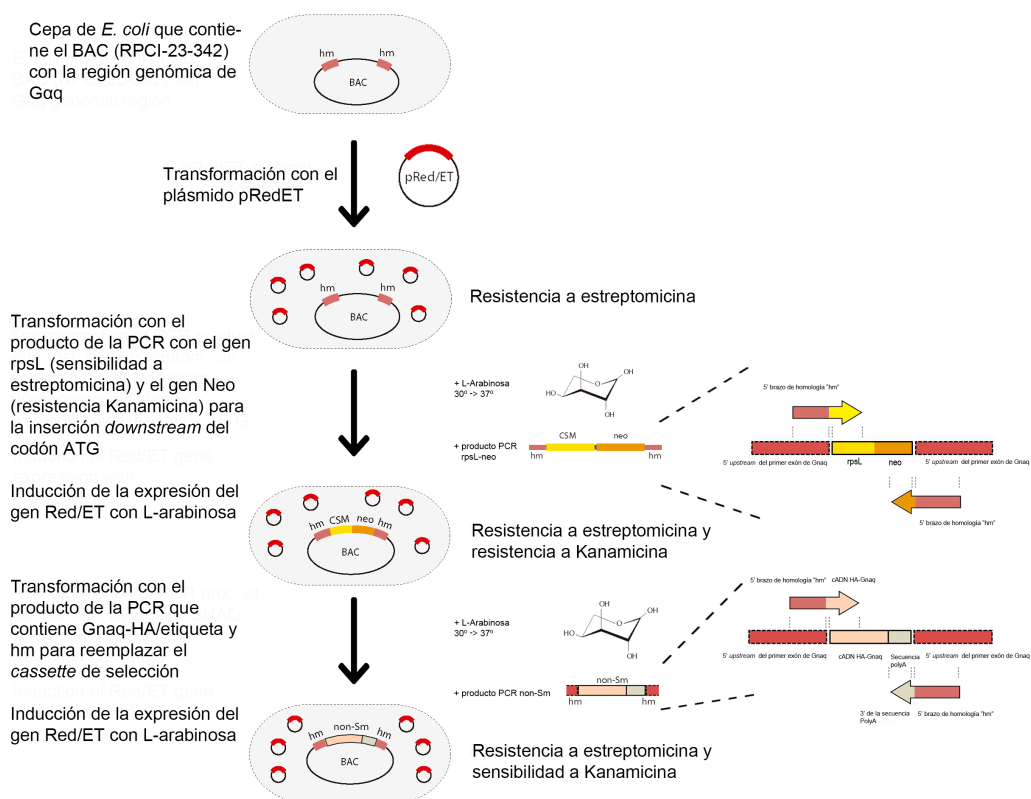 Cepa de E. coli que contie-
ne el BAC (RPCI-23-342)
con la región genómica de
Gαq
hm
hm
BAC
Transformación con el
plásmido pRedET
pRed/ET
hm
hm
BAC
Resistencia a estreptomicina
Transformación con el
producto de la PCR con el gen
rpsL (sensibilidad a
estreptomicina) y el gen Neo
(resistencia Kanamicina) para
la inserción downstream del
codón ATG
Inducción de la expresión del
gen Red/ET con L-arabinosa
+ L-Arabinosa
30º -> 37º
OH
O
OH
HO
OH
+ producto PCR
rpsL-neo
CSM
neo
hm
hm
5' brazo de homología "hm"
5' upstream del primer exón de Gnaq
rpsL
neo
5' upstream del primer exón de Gnaq
5' brazo de homología "hm"
hm
CSM
neo
hm
BAC
Resistencia a estreptomicina y
resistencia a Kanamicina
Transformación con el
producto de la PCR que
contiene Gnaq-HA/etiqueta y
hm para reemplazar el
cassette de selección
Inducción de la expresión del
gen Red/ET con L-arabinosa
+ L-Arabinosa
30º -> 37º
OH
O
OH
HO
OH
+ producto PCR non-Sm
non-Sm
hm
hm
5' brazo de homología "hm"
cADN HA-Gnaq
5' upstream del primer exón de Gnaq
cADN HA-Gnaq
Secuencia
polyA
5' upstream del primer exón de Gnaq
3' de la secuencia
PolyA
5' brazo de homología "hm"
hm
non-Sm
hm
BAC
Resistencia a estreptomicina y
sensibilidad a Kanamicina